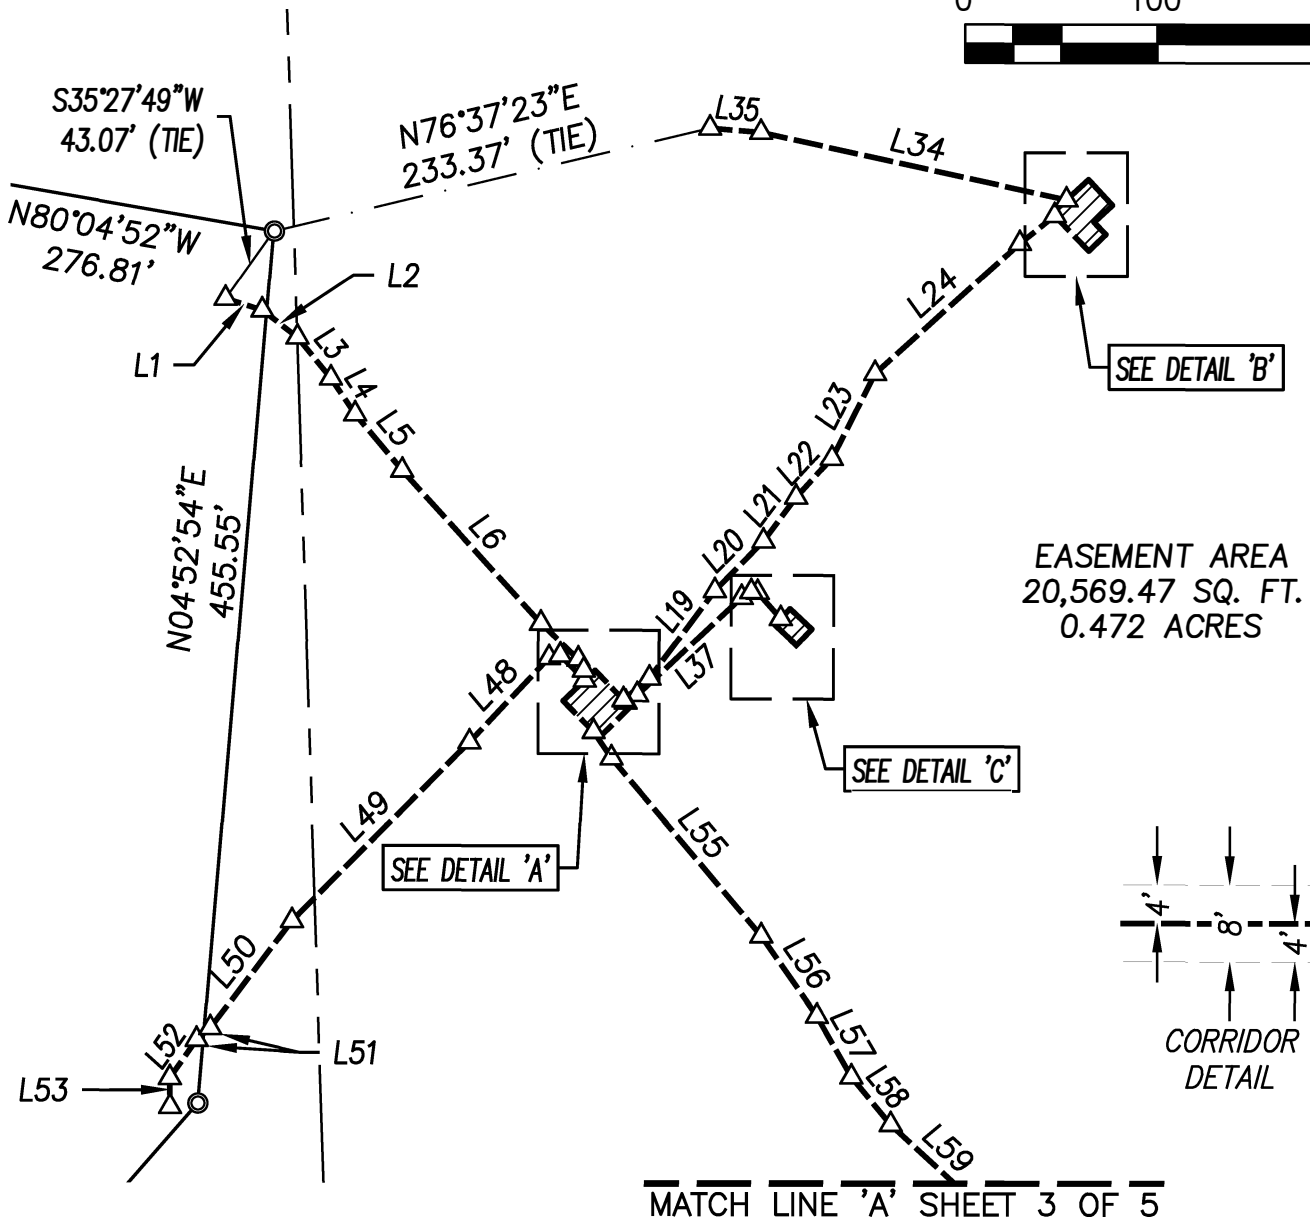 0 100
S35°27'49"W
43.07' (TIE)
N76°37'23"E
233.37' (TIE)
L35
L34
N80°04'52"W
276.81'
L2
L1
L3
L4
L5
L24
SEE DETAIL 'B'
L23
L22
L21
L20
L6
N04°52'54"E
455.55'
EASEMENT AREA
20,569.47 SQ. FT.
0.472 ACRES
L19
L37
L48
SEE DETAIL 'C'
L49
SEE DETAIL 'A'
L55
4'
8'
4'
CORRIDOR
DETAIL
L50
L56
L57
L52
L51
L53
L58
L59
MATCH LINE 'A' SHEET 3 OF 5